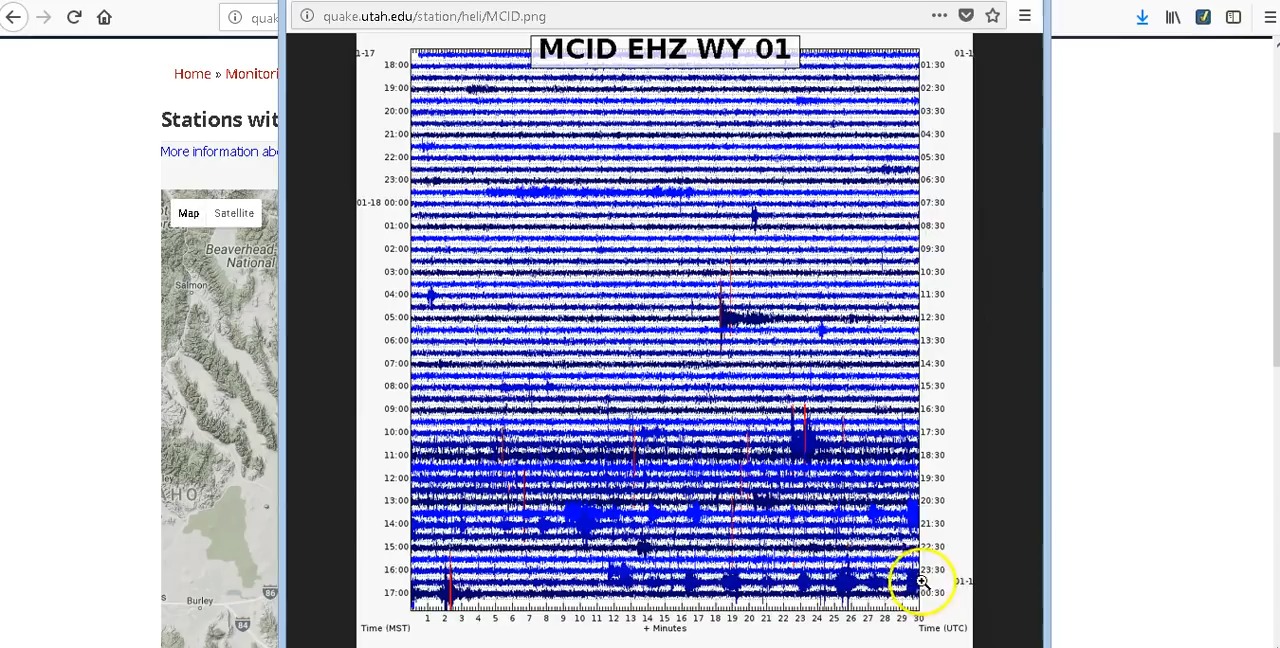 quak
quake.utah.edu/station/heli/MCID.png
Home » Monitori
Stations wit
More information abo
Map Satellite
Beaverhead-
National
Salmon
Burley
84
86
MCID EHZ WY 01
1-17
01-1
18:00 01:30
19:00 02:30
20:00 03:30
21:00 04:30
22:00 05:30
23:00 06:30
01-18 00:00 07:30
01:00 08:30
02:00 09:30
03:00 10:30
04:00 11:30
05:00 12:30
06:00
07:00 14:30
08:00 15:30
09:00 16:30
10:00 17:30
11:00 18:30
12:00 19:30
13:00 20:30
14:00 21:30
15:00 22:30
16:00 23:30
01-1
17:00 00:30
1 2 3 4 5 6 7 8 9 10 11 12 13 14 15 16 17 18 19 20 21 22 23 24 25 26 27 28 29 30
Time (MST) + Minutes Time (UTC)